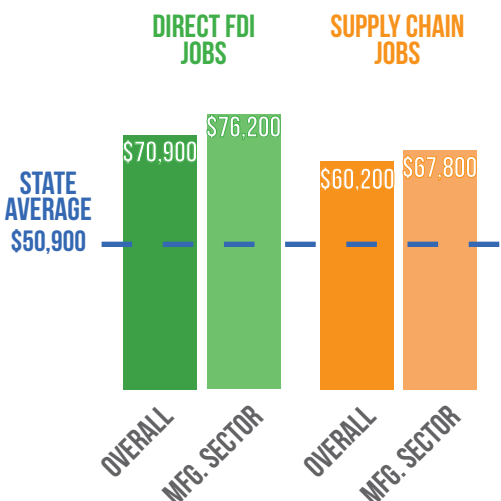 DIRECT FDI
JOBS
SUPPLY CHAIN
JOBS
$70,900
$76,200
$60,200
$67,800
STATE
AVERAGE
$50,900
OVERALL
MFG. SECTOR
OVERALL
MFG. SECTOR